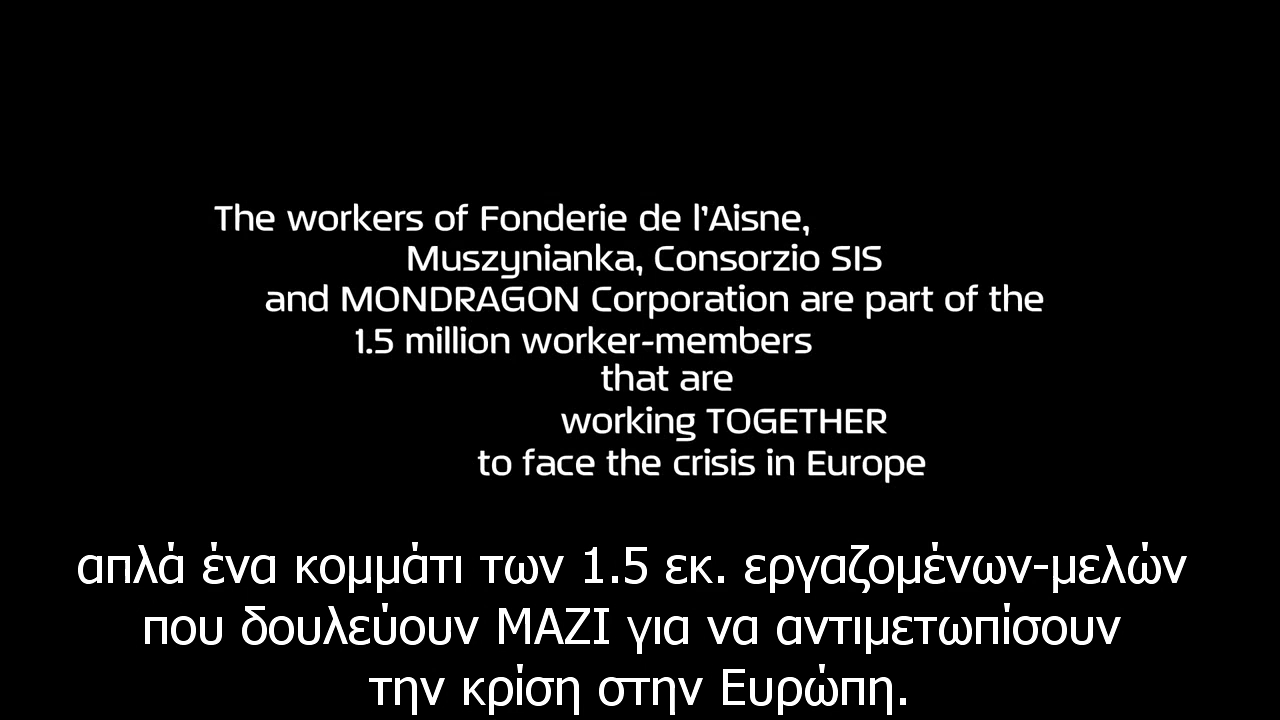 The workers of Fonderie de l'Aisne,
Muszynianka, Consorzio SIS
and MONDRAGON Corporation are part of the
1.5 million worker-members
that are
working TOGETHER
to face the crisis in Europe
απλά ένα κομμάτι των 1.5 εκ. εργαζομένων-μελών
που δουλεύουν ΜΑΖΙ για να αντιμετωπίσουν
την κρίση στην Ευρώπη.